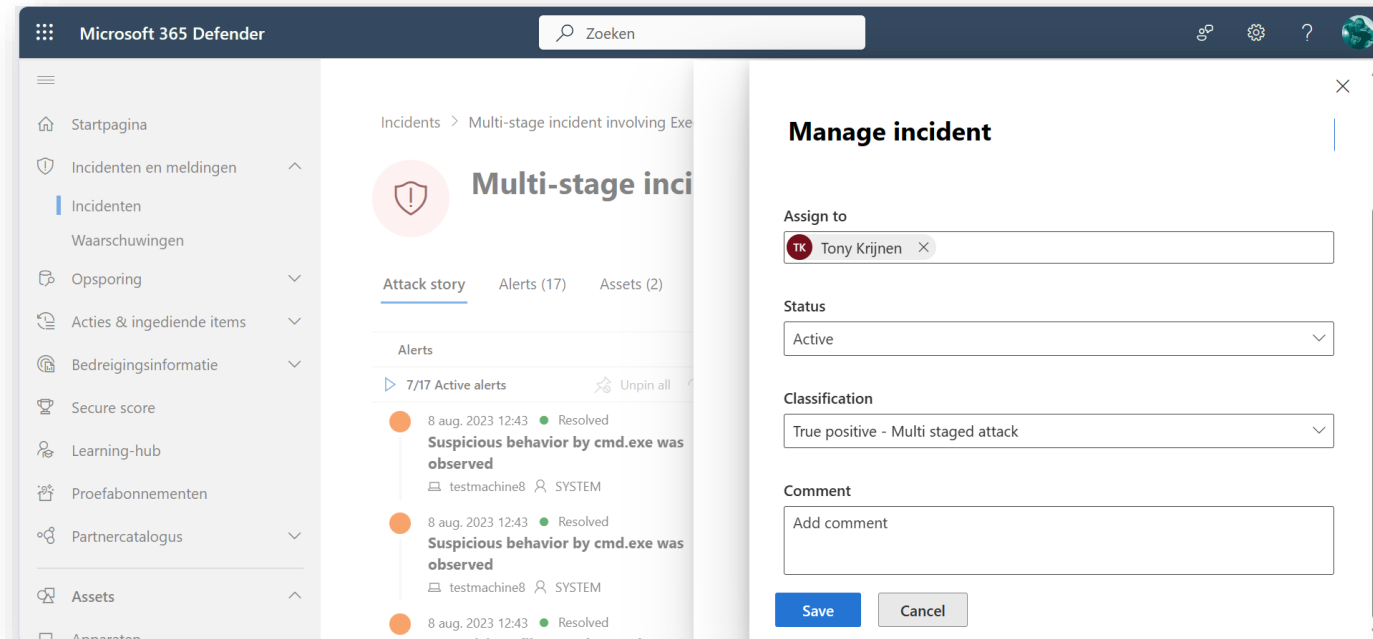 Microsoft 365 Defender
Zoeken
Startpagina
Incidenten en meldingen
Incidenten
Waarschuwingen
Opsporing
Acties & ingediende items
Bedreigingsinformatie
Secure score
Learning-hub
Proefabonnementen
Partnercatalogus
Assets
Apparaten
Incidents > Multi-stage incident involving Exe
Multi-stage inci
Attack story
Alerts (17)
Assets (2)
Alerts
7/17 Active alerts
Unpin all
8 aug. 2023 12:43 Resolved
Suspicious behavior by cmd.exe was
observed
testmachine8 SYSTEM
8 aug. 2023 12:43 Resolved
Suspicious behavior by cmd.exe was
observed
testmachine8 SYSTEM
8 aug. 2023 12:43 Resolved
Manage incident
Assign to
TK Tony Krijnen
Status
Active
Classification
True positive - Multi staged attack
Comment
Add comment
Save
Cancel